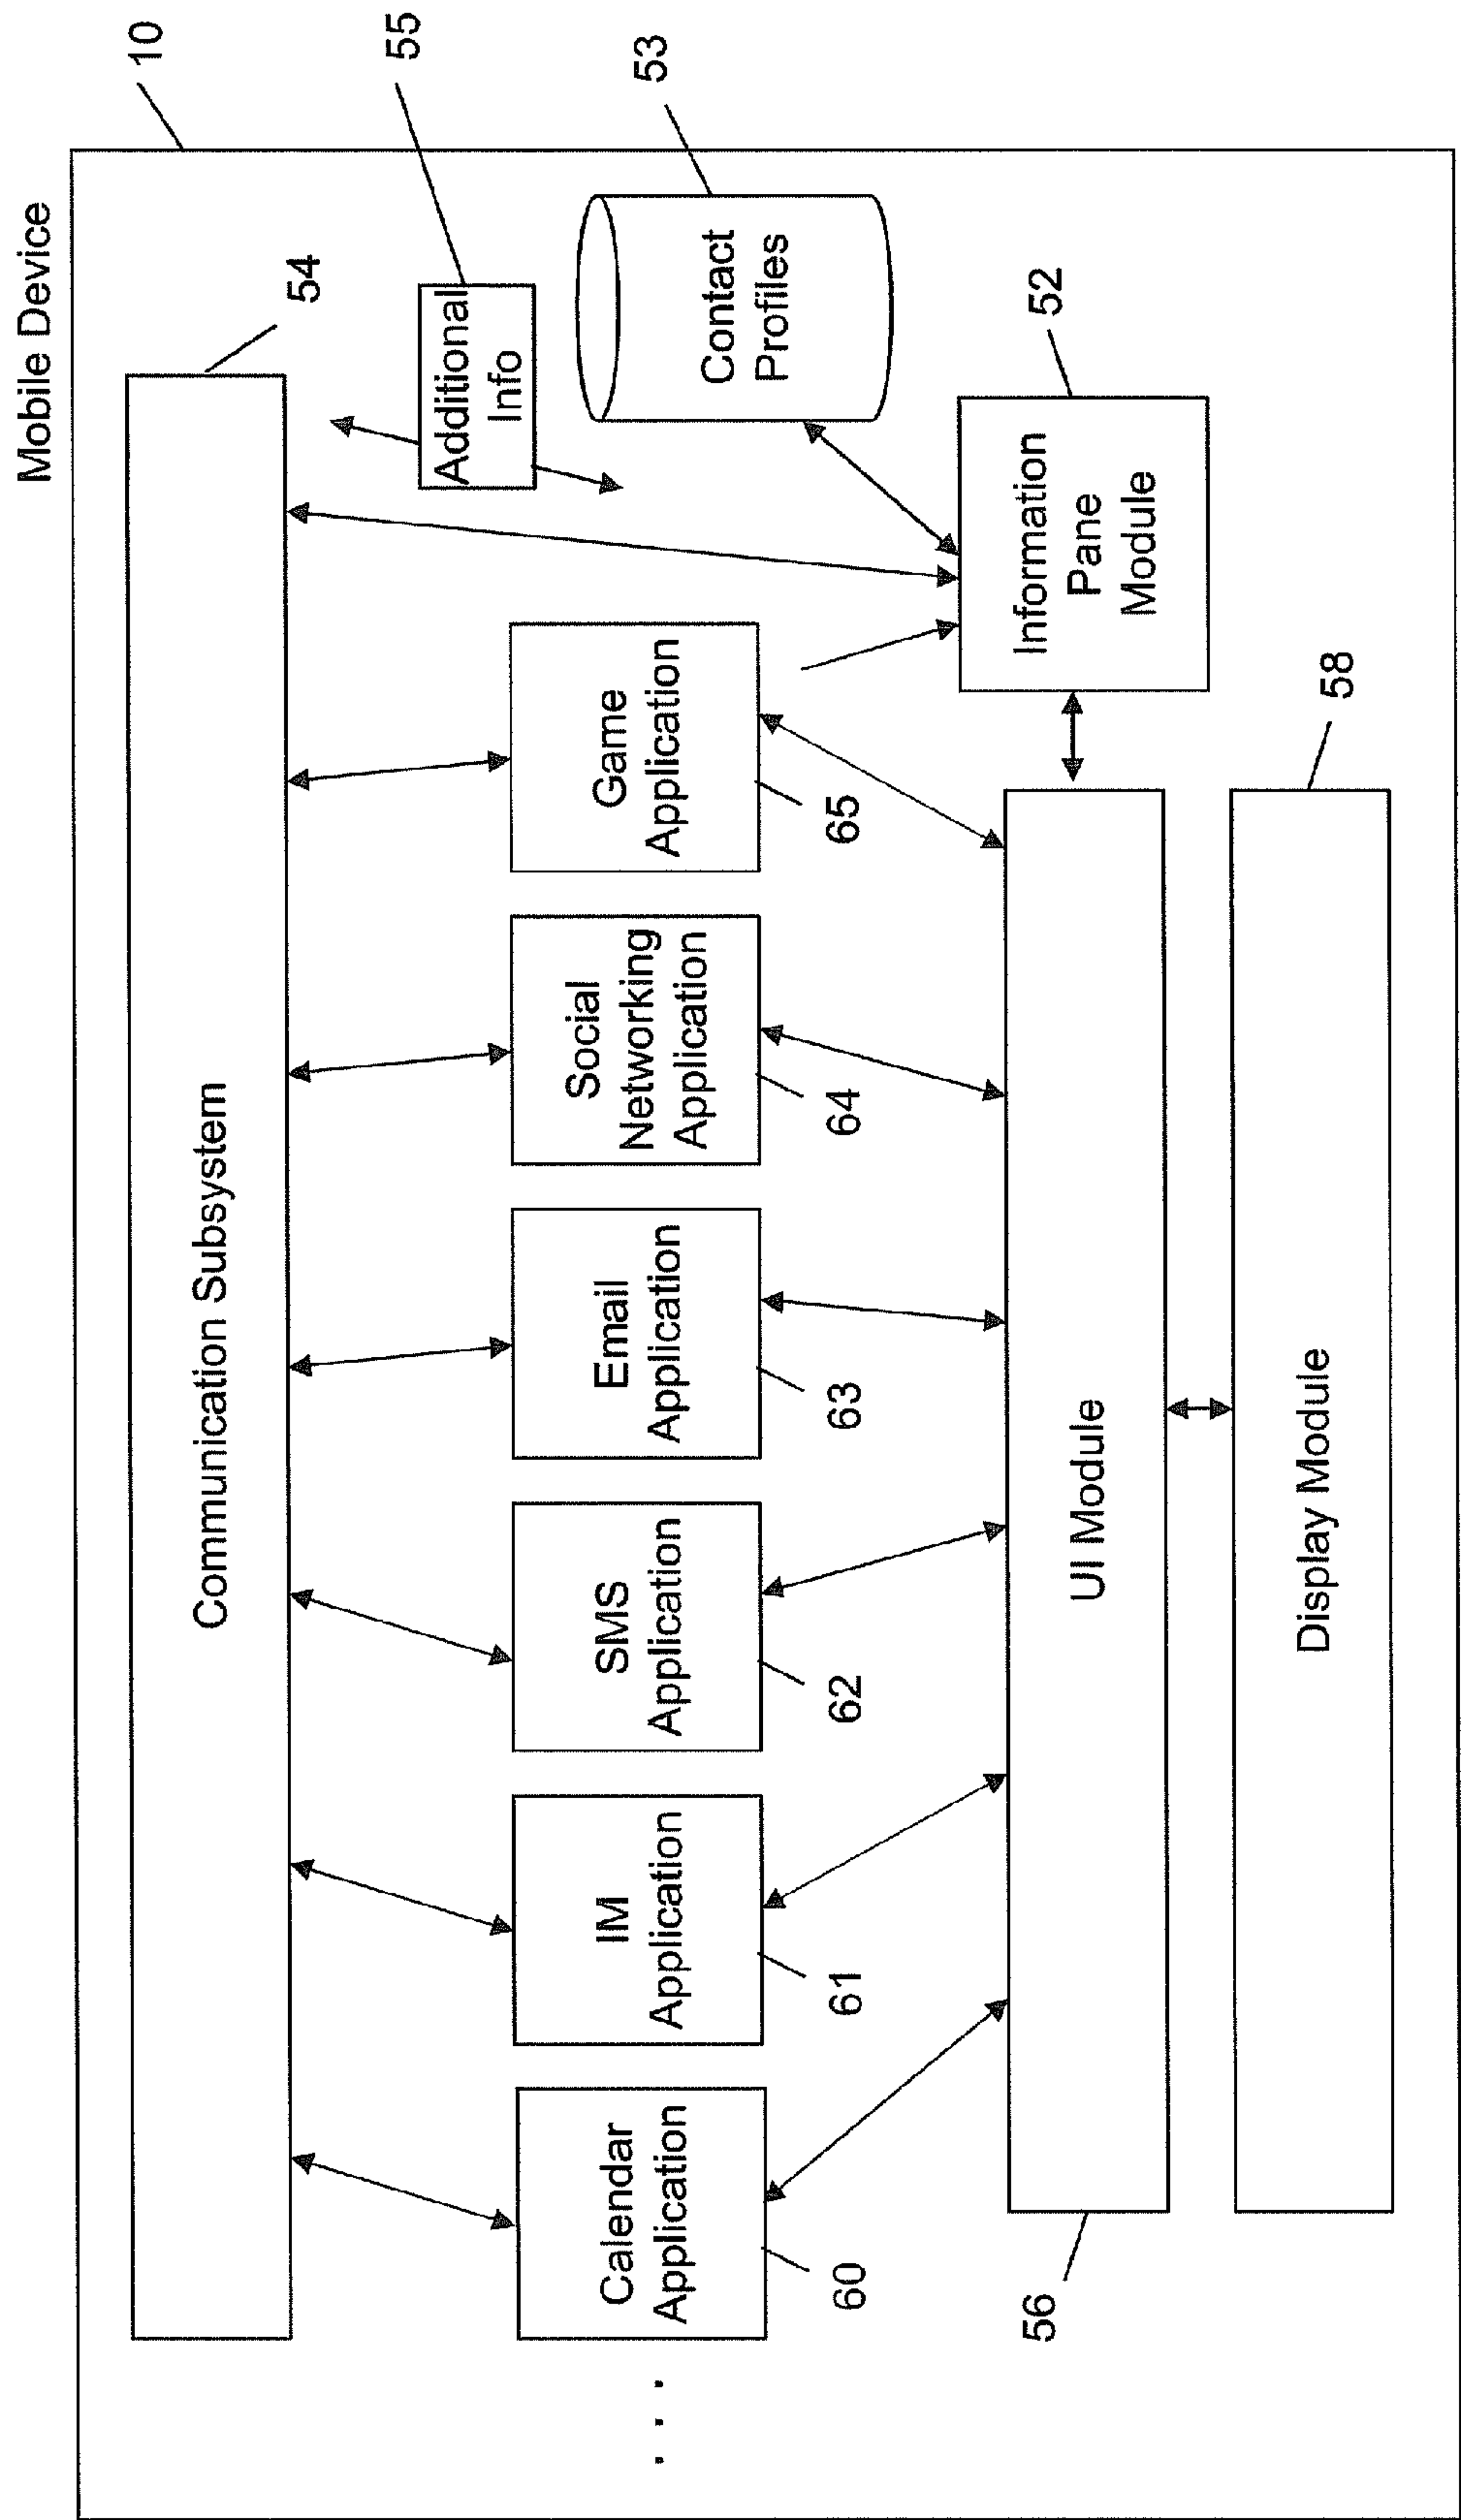 Mobile Device
10
54
Communication Subsystem
55
Additional
Info
53
Contact
Profiles
. . .
Calendar
Application
60
IM
Application
61
SMS
Application
62
Email
Application
63
Social
Networking
Application
64
Game
Application
65
52
Information
Pane
Module
56
UI Module
58
Display Module